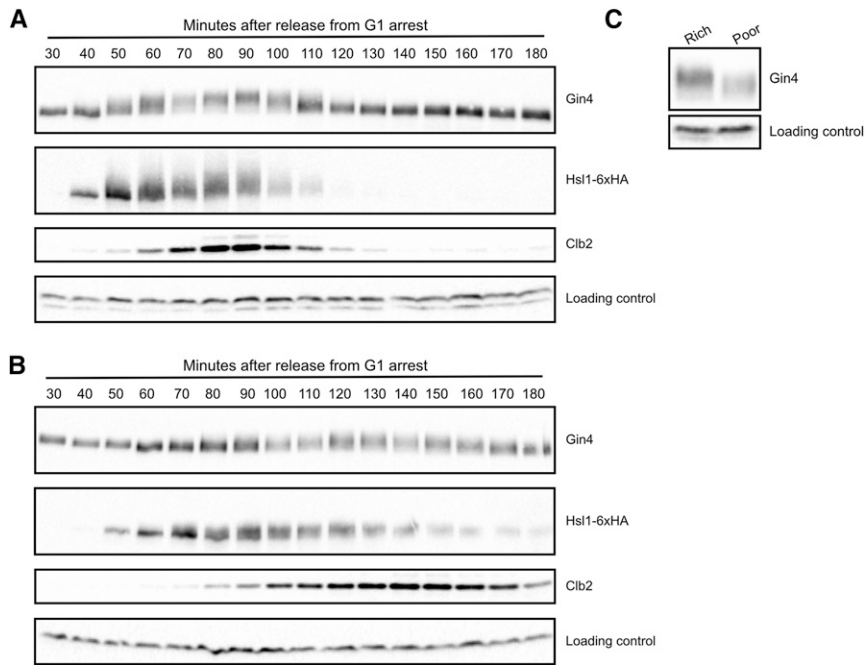 A
Minutes after release from G1 arrest
30 40 50 60 70 80 90 100 110 120 130 140 150 160 170 180
Gin4
Hsl1-6xHA
Clb2
Loading control
B
Minutes after release from G1 arrest
30 40 50 60 70 80 90 100 110 120 130 140 150 160 170 180
Gin4
Hsl1-6xHA
Clb2
Loading control
C
Rich Poor
Gin4
Loading control